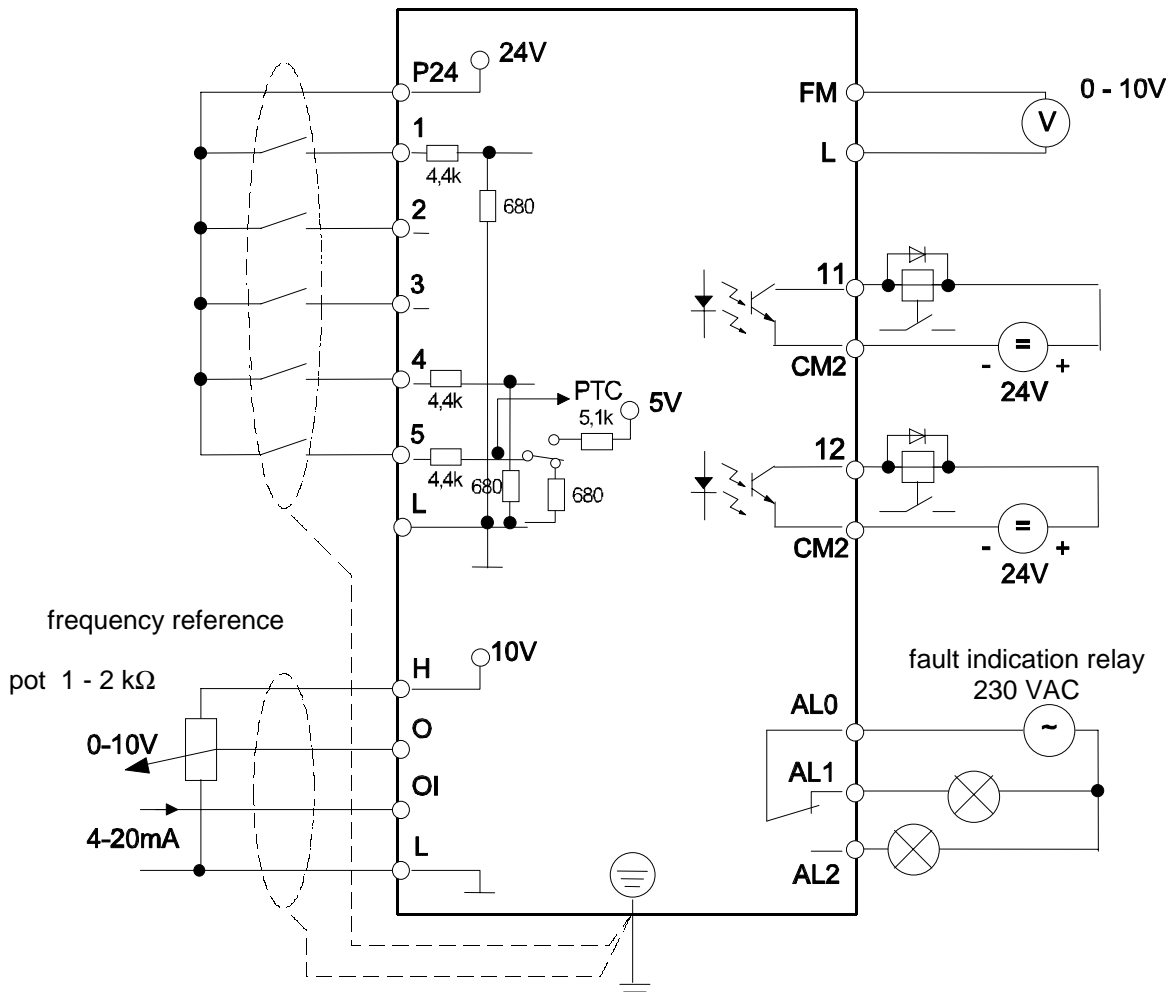 P24
24V
1
4,4k
680
2
3
4
4,4k
PTC
5,1k
5V
5
4,4k
680
680
L
frequency reference
pot 1 - 2 kΩ
H
10V
O
0-10V
OI
4-20mA
L
FM
0 - 10V
V
L
11
=
CM2
- +
24V
12
=
CM2
- +
24V
fault indication relay
230 VAC
AL0
~
AL1
AL2